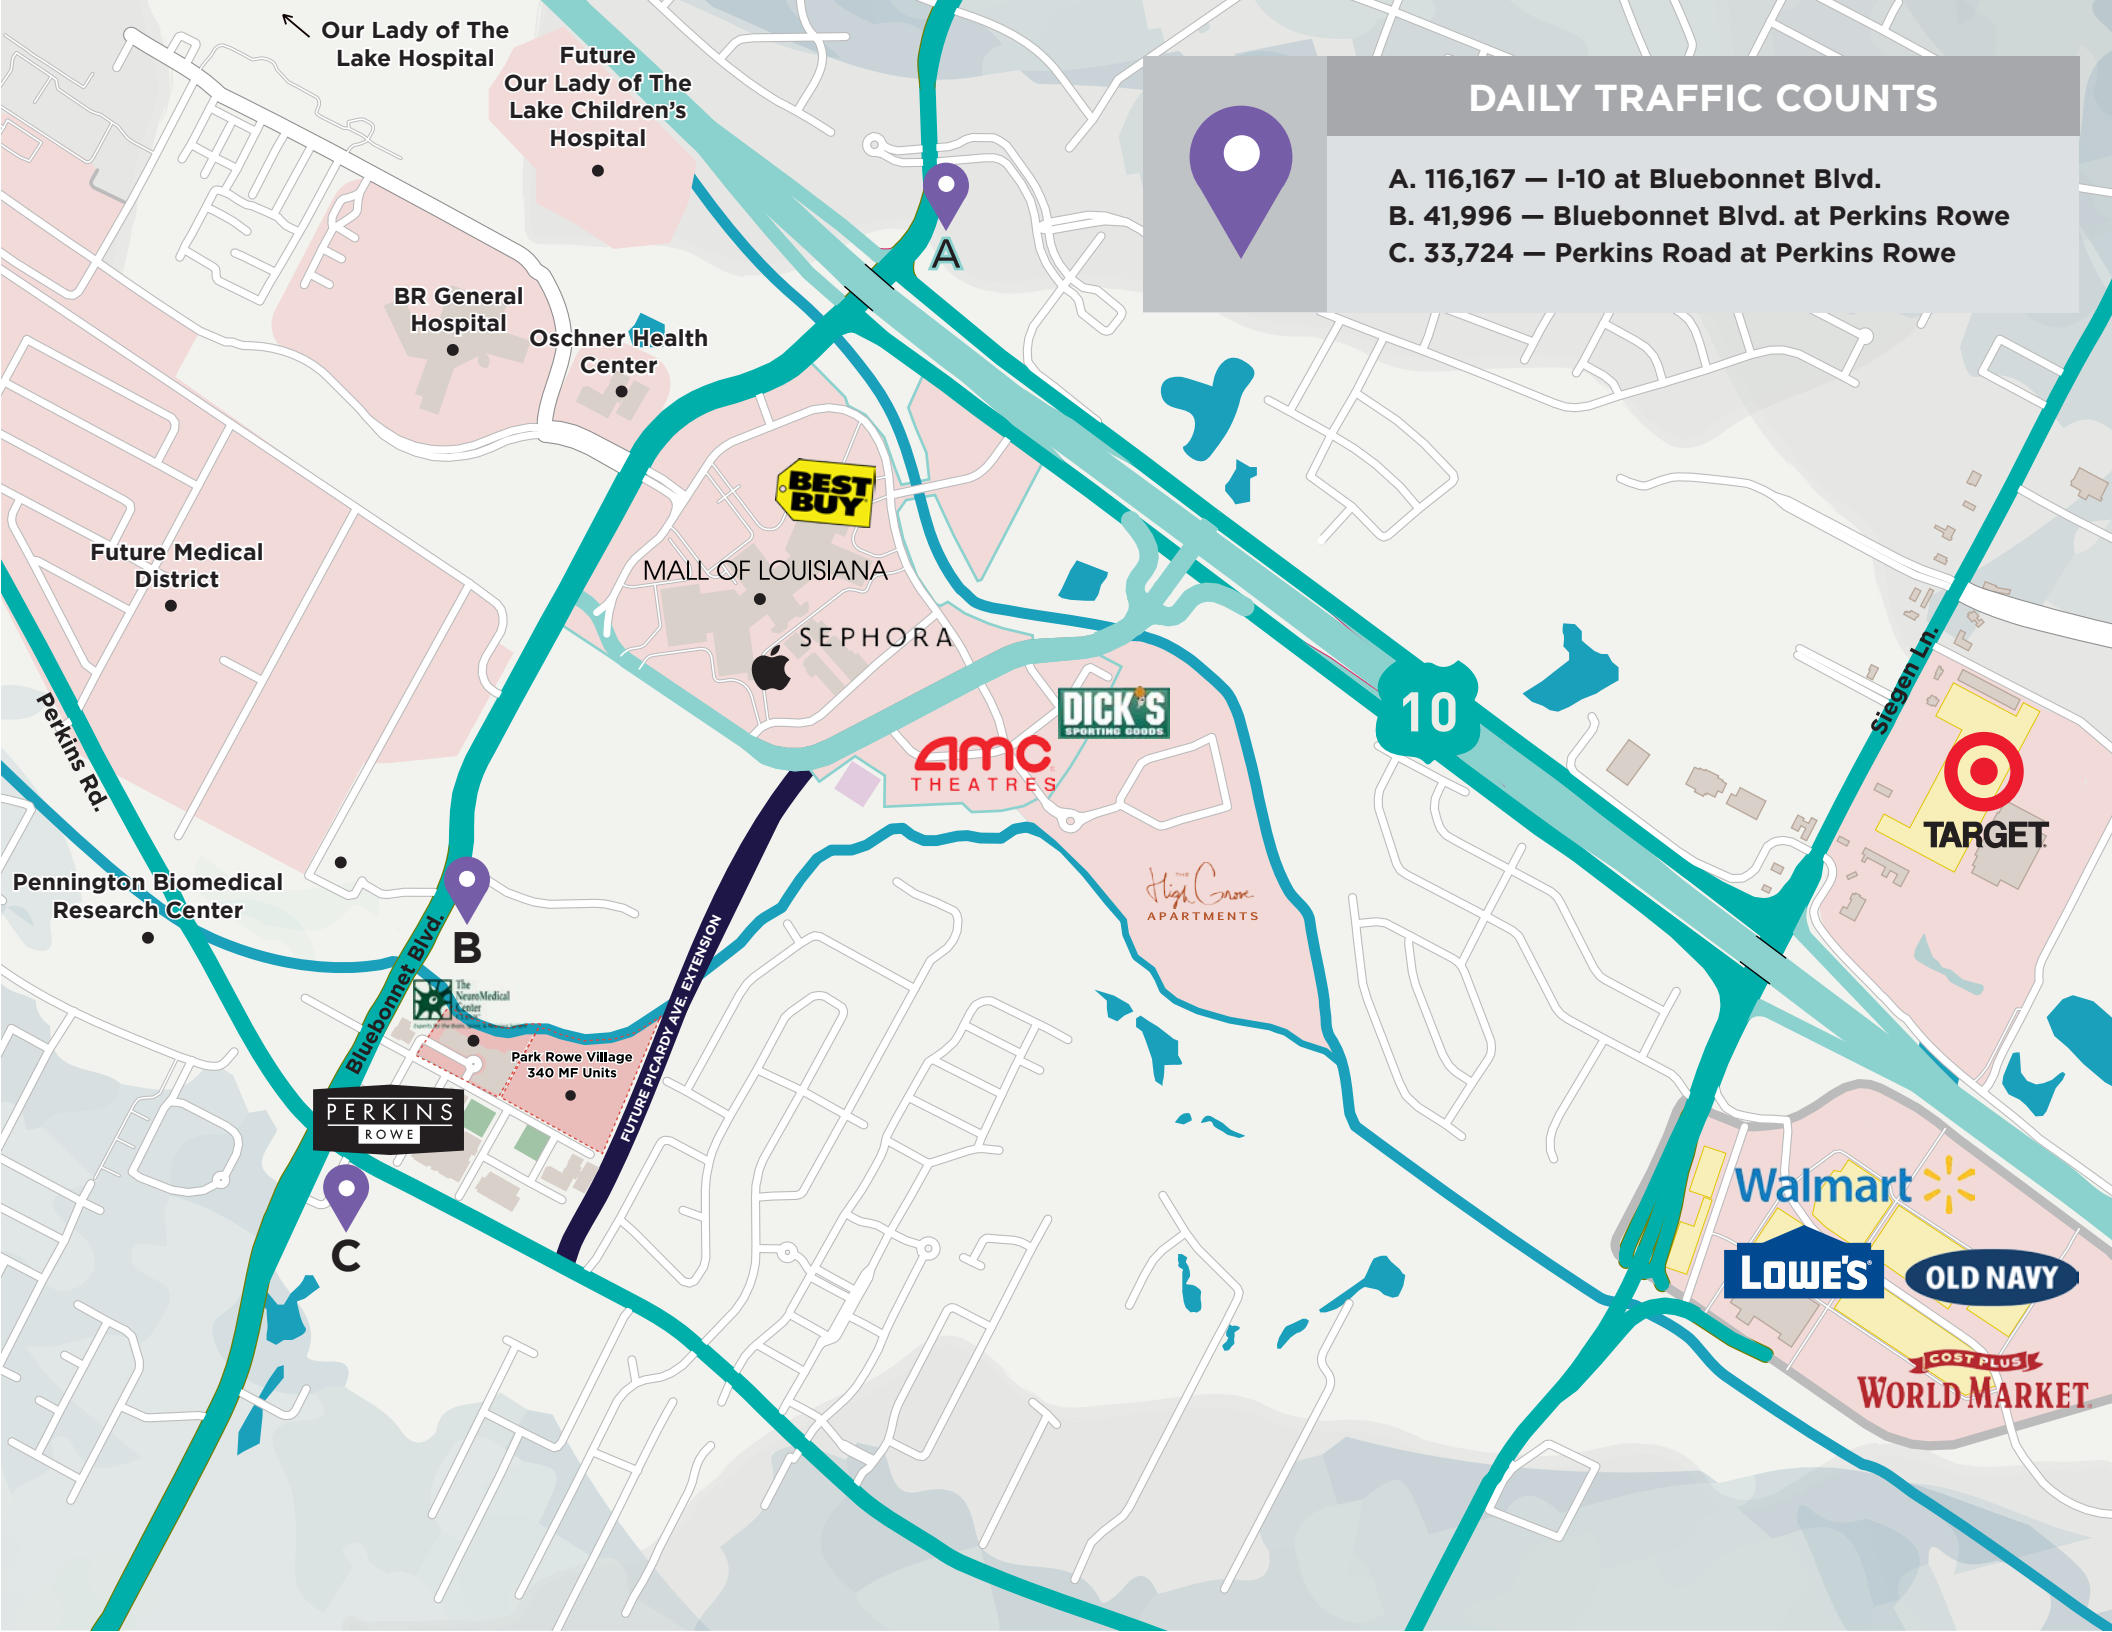 Our Lady of The
Lake Hospital
Future
Our Lady of The
Lake Children's
Hospital
DAILY TRAFFIC COUNTS
A. 116,167 — I-10 at Bluebonnet Blvd.
B. 41,996 — Bluebonnet Blvd. at Perkins Rowe
C. 33,724 — Perkins Road at Perkins Rowe
A
BR General
Hospital
Oschner Health
Center
BEST
BUY
Future Medical
District
MALL OF LOUISIANA
SEPHORA
DICK'S
SPORTING GOODS
10
Siegen Ln.
Perkins Rd.
AMC
THEATRES
TARGET
Pennington Biomedical
Research Center
THE
High Grove
APARTMENTS
B
Bluebonnet Blvd.
FUTURE PICARDY AVE. EXTENSION
The
NeuroMedical
Center
Park Rowe Village
340 MF Units
PERKINS
ROWE
C
Walmart
LOWE'S
OLD NAVY
COST PLUS
WORLD MARKET